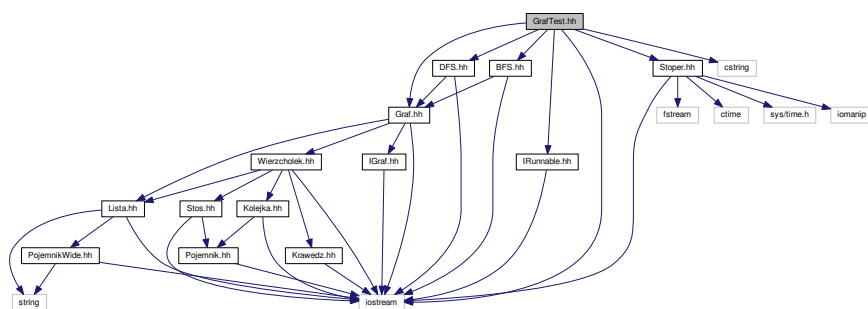 GrafTest.hh
DFS.hh
BFS.hh
Stoper.hh
cstring
Graf.hh
fstream
ctime
sys/time.h
iomanip
Wierzcholek.hh
IGraf.hh
IRunnable.hh
Lista.hh
Stos.hh
Kolejka.hh
PojemnikWide.hh
Pojemnik.hh
Krawedz.hh
string
iostream